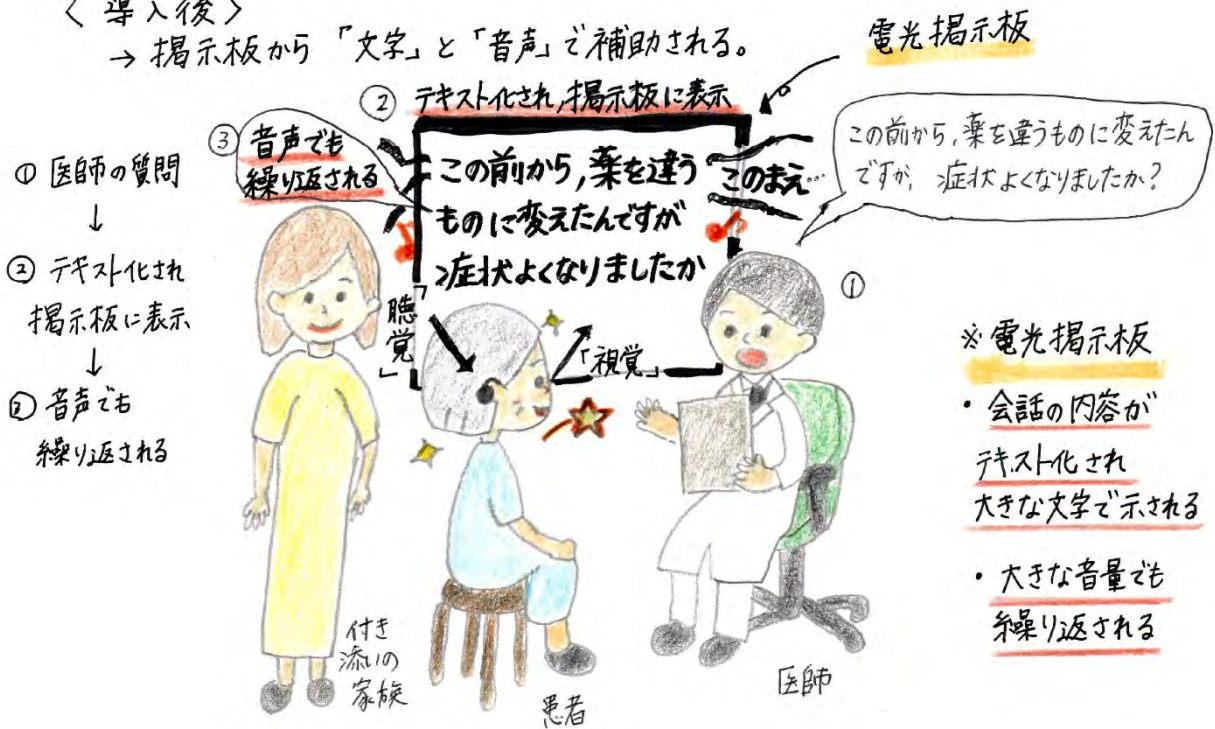 〈導入後〉
→ 掲示板から「文字」と「音声」で補助される。
電光掲示板
② テキスト化され,掲示板に表示
③ 音声でも
繰り返される
この前から,薬を違う
ものに変えたんですが
症状よくなりましたか
このまえ…
この前から,薬を違うものに変えたん
ですが,症状よくなりましたか?
①
① 医師の質問
↓
② テキスト化され
掲示板に表示
↓
③ 音声でも
繰り返される
「聴覚」
「視覚」
付き
添いの
家族
患者
医師
※電光掲示板
・会話の内容が
テキスト化され
大きな文字で示される
・大きな音量でも
繰り返される